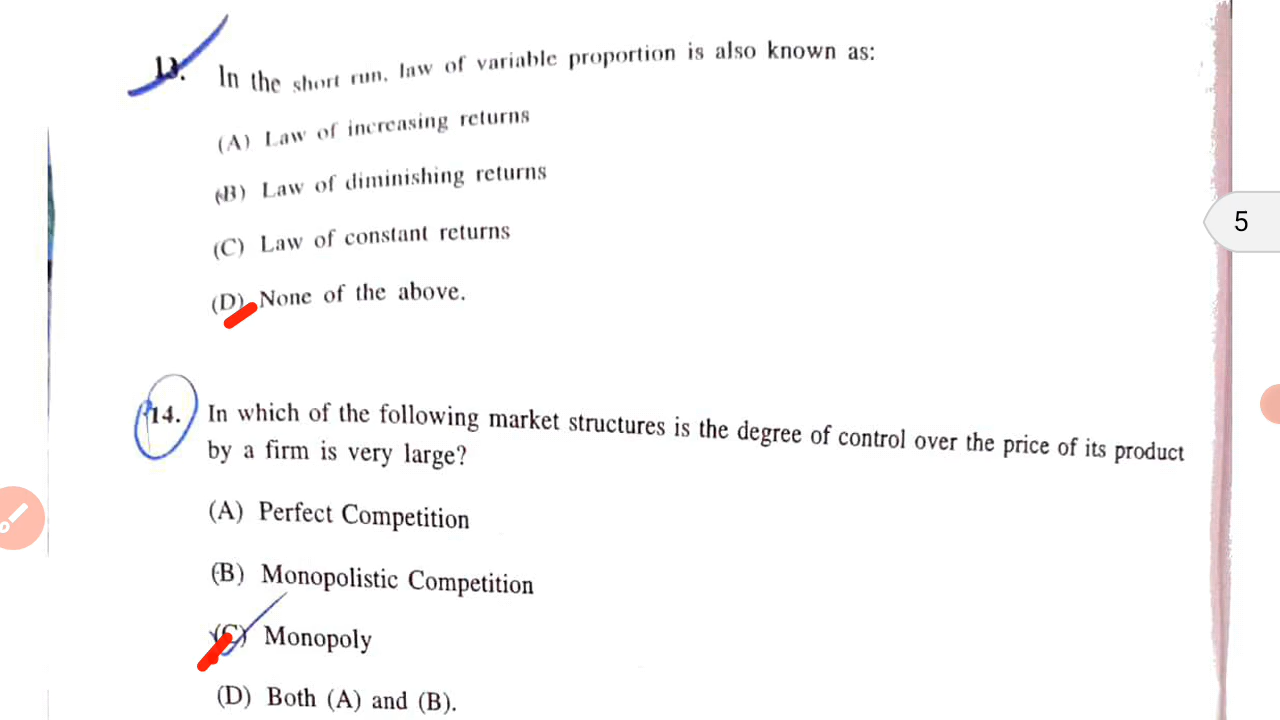 13. In the short run, law of variable proportion is also known as:
(A) Law of increasing returns
(B) Law of diminishing returns
(C) Law of constant returns
(D) None of the above.
5
14. In which of the following market structures is the degree of control over the price of its product
by a firm is very large?
(A) Perfect Competition
(B) Monopolistic Competition
(C) Monopoly
(D) Both (A) and (B).